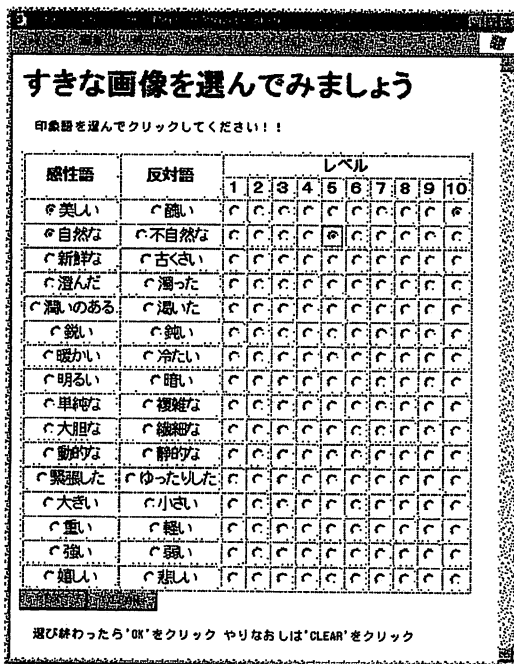 すきな画像を選んでみましょう
印象語を選んでクリックしてください!!
感性語 反対語 レベル
1 2 3 4 5 6 7 8 9 10
美しい 醜い
自然な 不自然な
新鮮な 古くさい
澄んだ 濁った
潤いのある 渇いた
鋭い 鈍い
暖かい 冷たい
明るい 暗い
単純な 複雑な
大胆な 繊細な
動的な 静的な
緊張した ゆったりした
大きい 小さい
重い 軽い
強い 弱い
嬉しい 悲しい
選び終わったら'OK'をクリック やりなおしは'CLEAR'をクリック